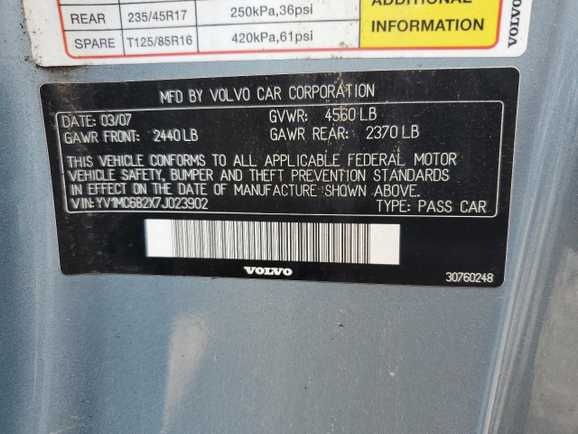 REAR 235/45R17 250kPa,36psi
SPARE T125/85R16 420kPa,61psi
ADDITIONAL
INFORMATION
VOLVO
MFD BY VOLVO CAR CORPORATION
DATE: 03/07 GVWR: 4560 LB
GAWR FRONT: 2440 LB GAWR REAR: 2370 LB
THIS VEHICLE CONFORMS TO ALL APPLICABLE FEDERAL MOTOR
VEHICLE SAFETY, BUMPER AND THEFT PREVENTION STANDARDS
IN EFFECT ON THE DATE OF MANUFACTURE SHOWN ABOVE.
VIN: YV1MC682X7J023902 TYPE: PASS CAR
VOLVO 30760248